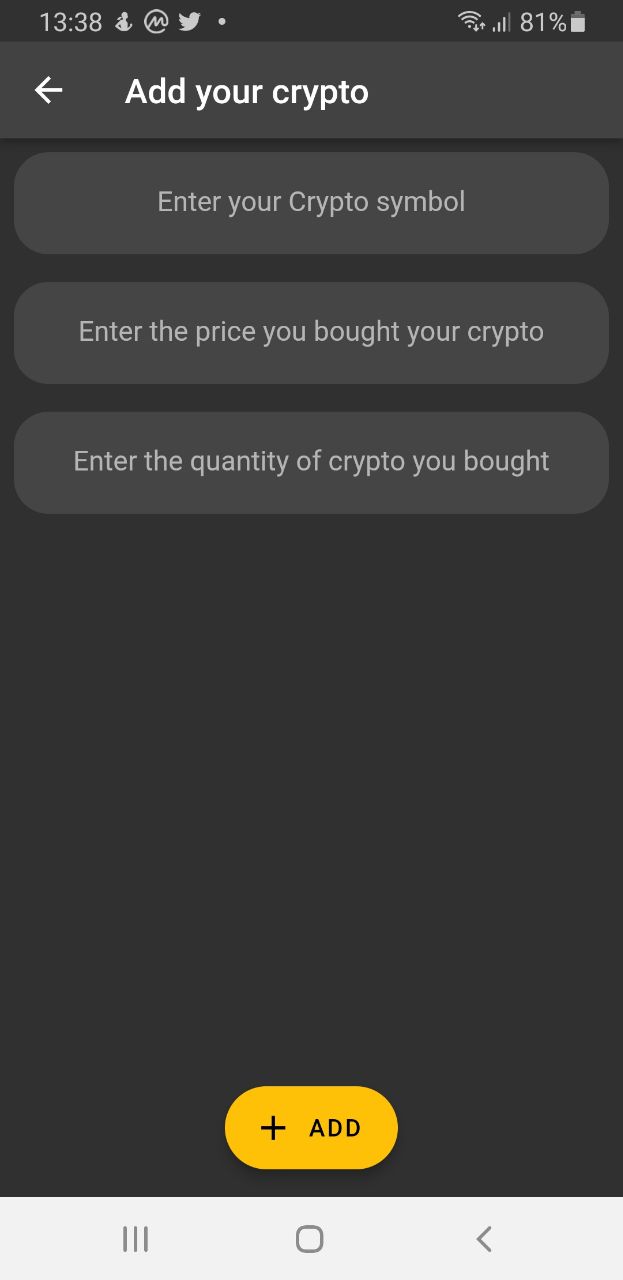 13:38
81%
Add your crypto
Enter your Crypto symbol
Enter the price you bought your crypto
Enter the quantity of crypto you bought
+ ADD